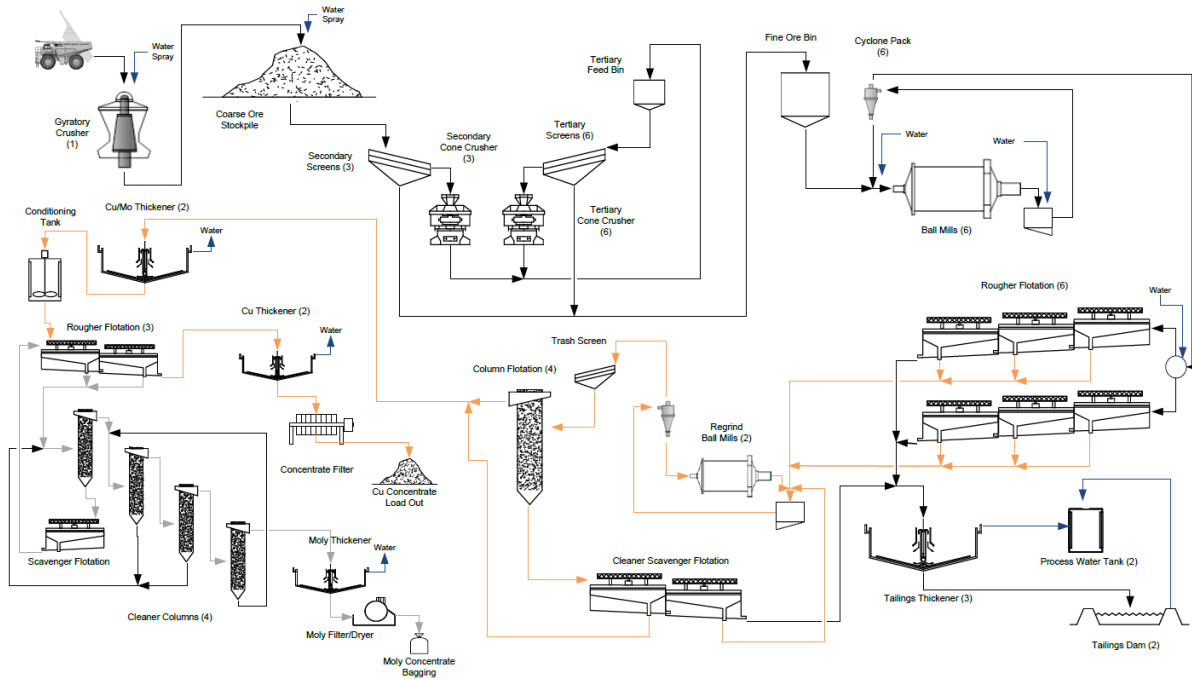 Water
Spray
Gyratory
Crusher
(1)
Water
Spray
Coarse Ore
Stockpile
Secondary
Screens (3)
Secondary
Cone Crusher
(3)
Tertiary
Feed Bin
Tertiary
Screens (6)
Tertiary
Cone Crusher
(6)
Fine Ore Bin
Cyclone Pack
(6)
Water
Water
Ball Mills (6)
Conditioning
Tank
Cu/Mo Thickener (2)
Water
Rougher Flotation (3)
Cu Thickener (2)
Water
Concentrate Filter
Cu Concentrate
Load Out
Column Flotation (4)
Trash Screen
Regrind
Ball Mills (2)
Rougher Flotation (6)
Water
Scavenger Flotation
Cleaner Columns (4)
Moly Thickener
Water
Moly Filter/Dryer
Moly Concentrate
Bagging
Cleaner Scavenger Flotation
Tailings Thickener (3)
Process Water Tank (2)
Tailings Dam (2)